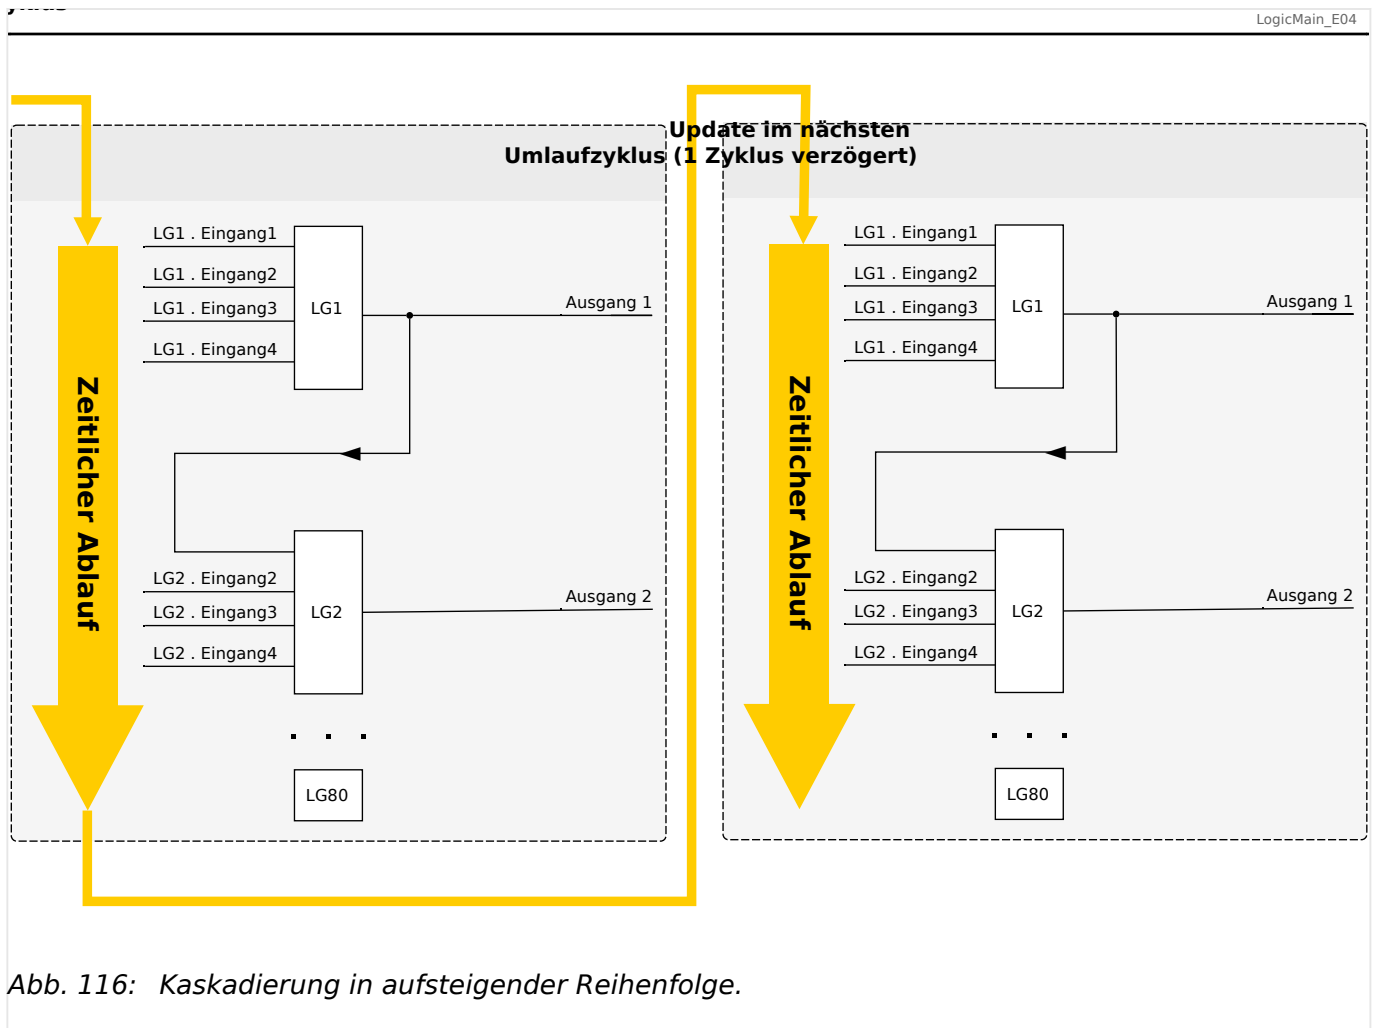 LogicMain_E04
Update im nächsten
Umlaufzyklus (1 Zyklus verzögert)
Zeitlicher Ablauf
LG1 . Eingang1
LG1 . Eingang2
LG1 . Eingang3
LG1 . Eingang4
LG1
Ausgang 1
LG2 . Eingang2
LG2 . Eingang3
LG2 . Eingang4
LG2
Ausgang 2
LG80
Zeitlicher Ablauf
LG1 . Eingang1
LG1 . Eingang2
LG1 . Eingang3
LG1 . Eingang4
LG1
Ausgang 1
LG2 . Eingang2
LG2 . Eingang3
LG2 . Eingang4
LG2
Ausgang 2
LG80
Abb. 116: Kaskadierung in aufsteigender Reihenfolge.